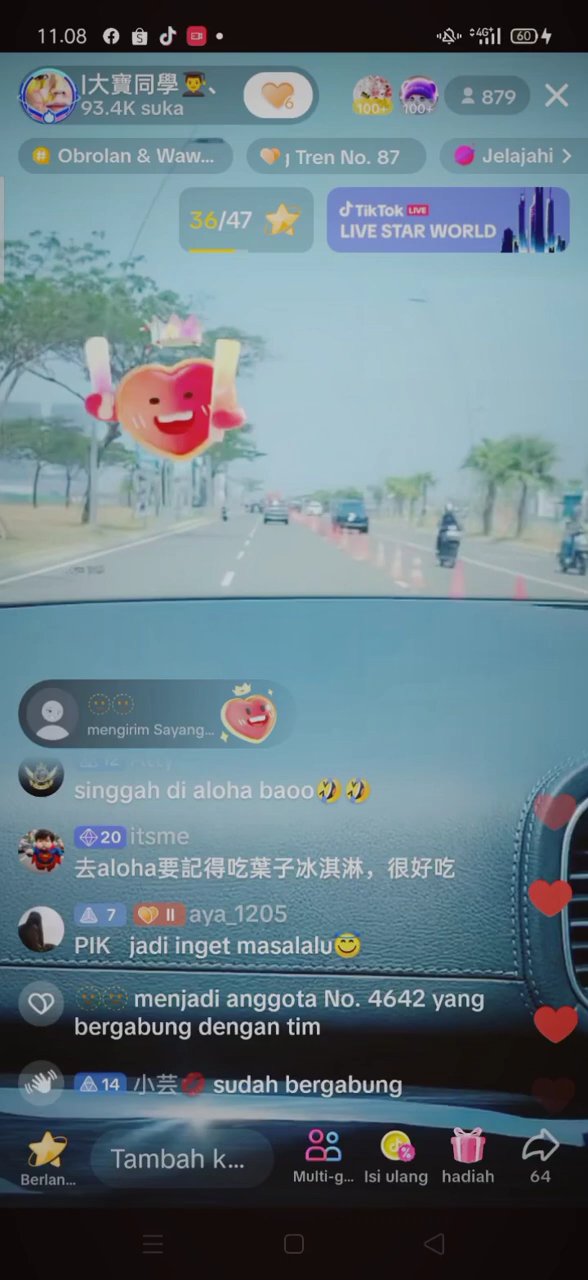 11.08
4G+
60
|大寶同學👨‍🎓、
93.4K suka
6
100+
100+
879
Obrolan & Waw...
Tren No. 87
Jelajahi
36/47
TikTok LIVE
LIVE STAR WORLD
mengirim Sayang...
12
singgah di aloha baoo🤣🤣
20 itsme
去aloha要記得吃葉子冰淇淋，很好吃
7 II aya_1205
PIK jadi inget masalalu😇
🫥🫥 menjadi anggota No. 4642 yang
bergabung dengan tim
14 小芸💋 sudah bergabung
Berlan...
Tambah k...
Multi-g...
Isi ulang
hadiah
64